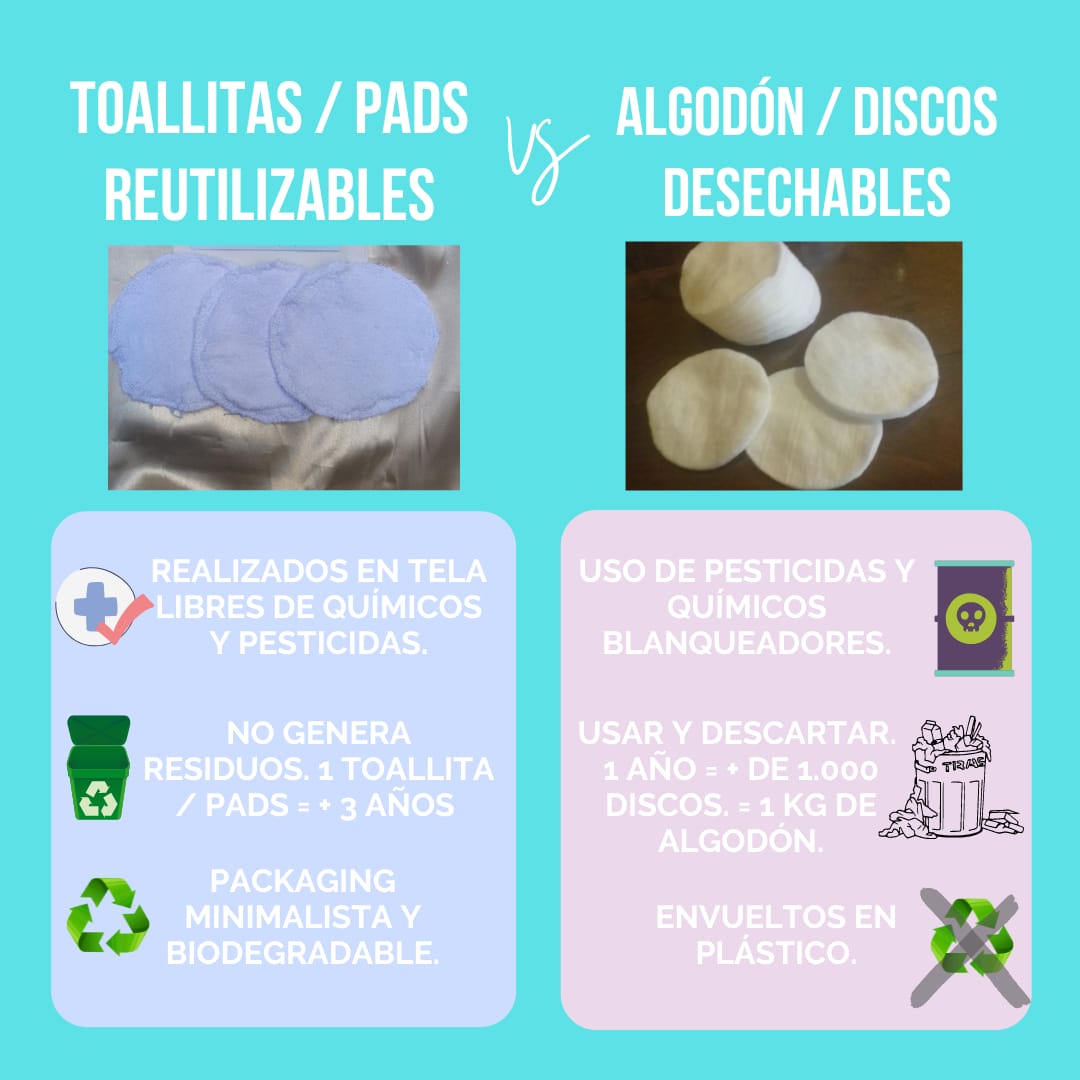 TOALLITAS / PADS
REUTILIZABLES
vs
ALGODÓN / DISCOS
DESECHABLES
REALIZADOS EN TELA
LIBRES DE QUÍMICOS
Y PESTICIDAS.
NO GENERA
RESIDUOS. 1 TOALLITA
/ PADS = + 3 AÑOS
PACKAGING
MINIMALISTA Y
BIODEGRADABLE.
USO DE PESTICIDAS Y
QUÍMICOS
BLANQUEADORES.
USAR Y DESCARTAR.
1 AÑO = + DE 1.000
DISCOS. = 1 KG DE
ALGODÓN.
ENVUELTOS EN
PLÁSTICO.